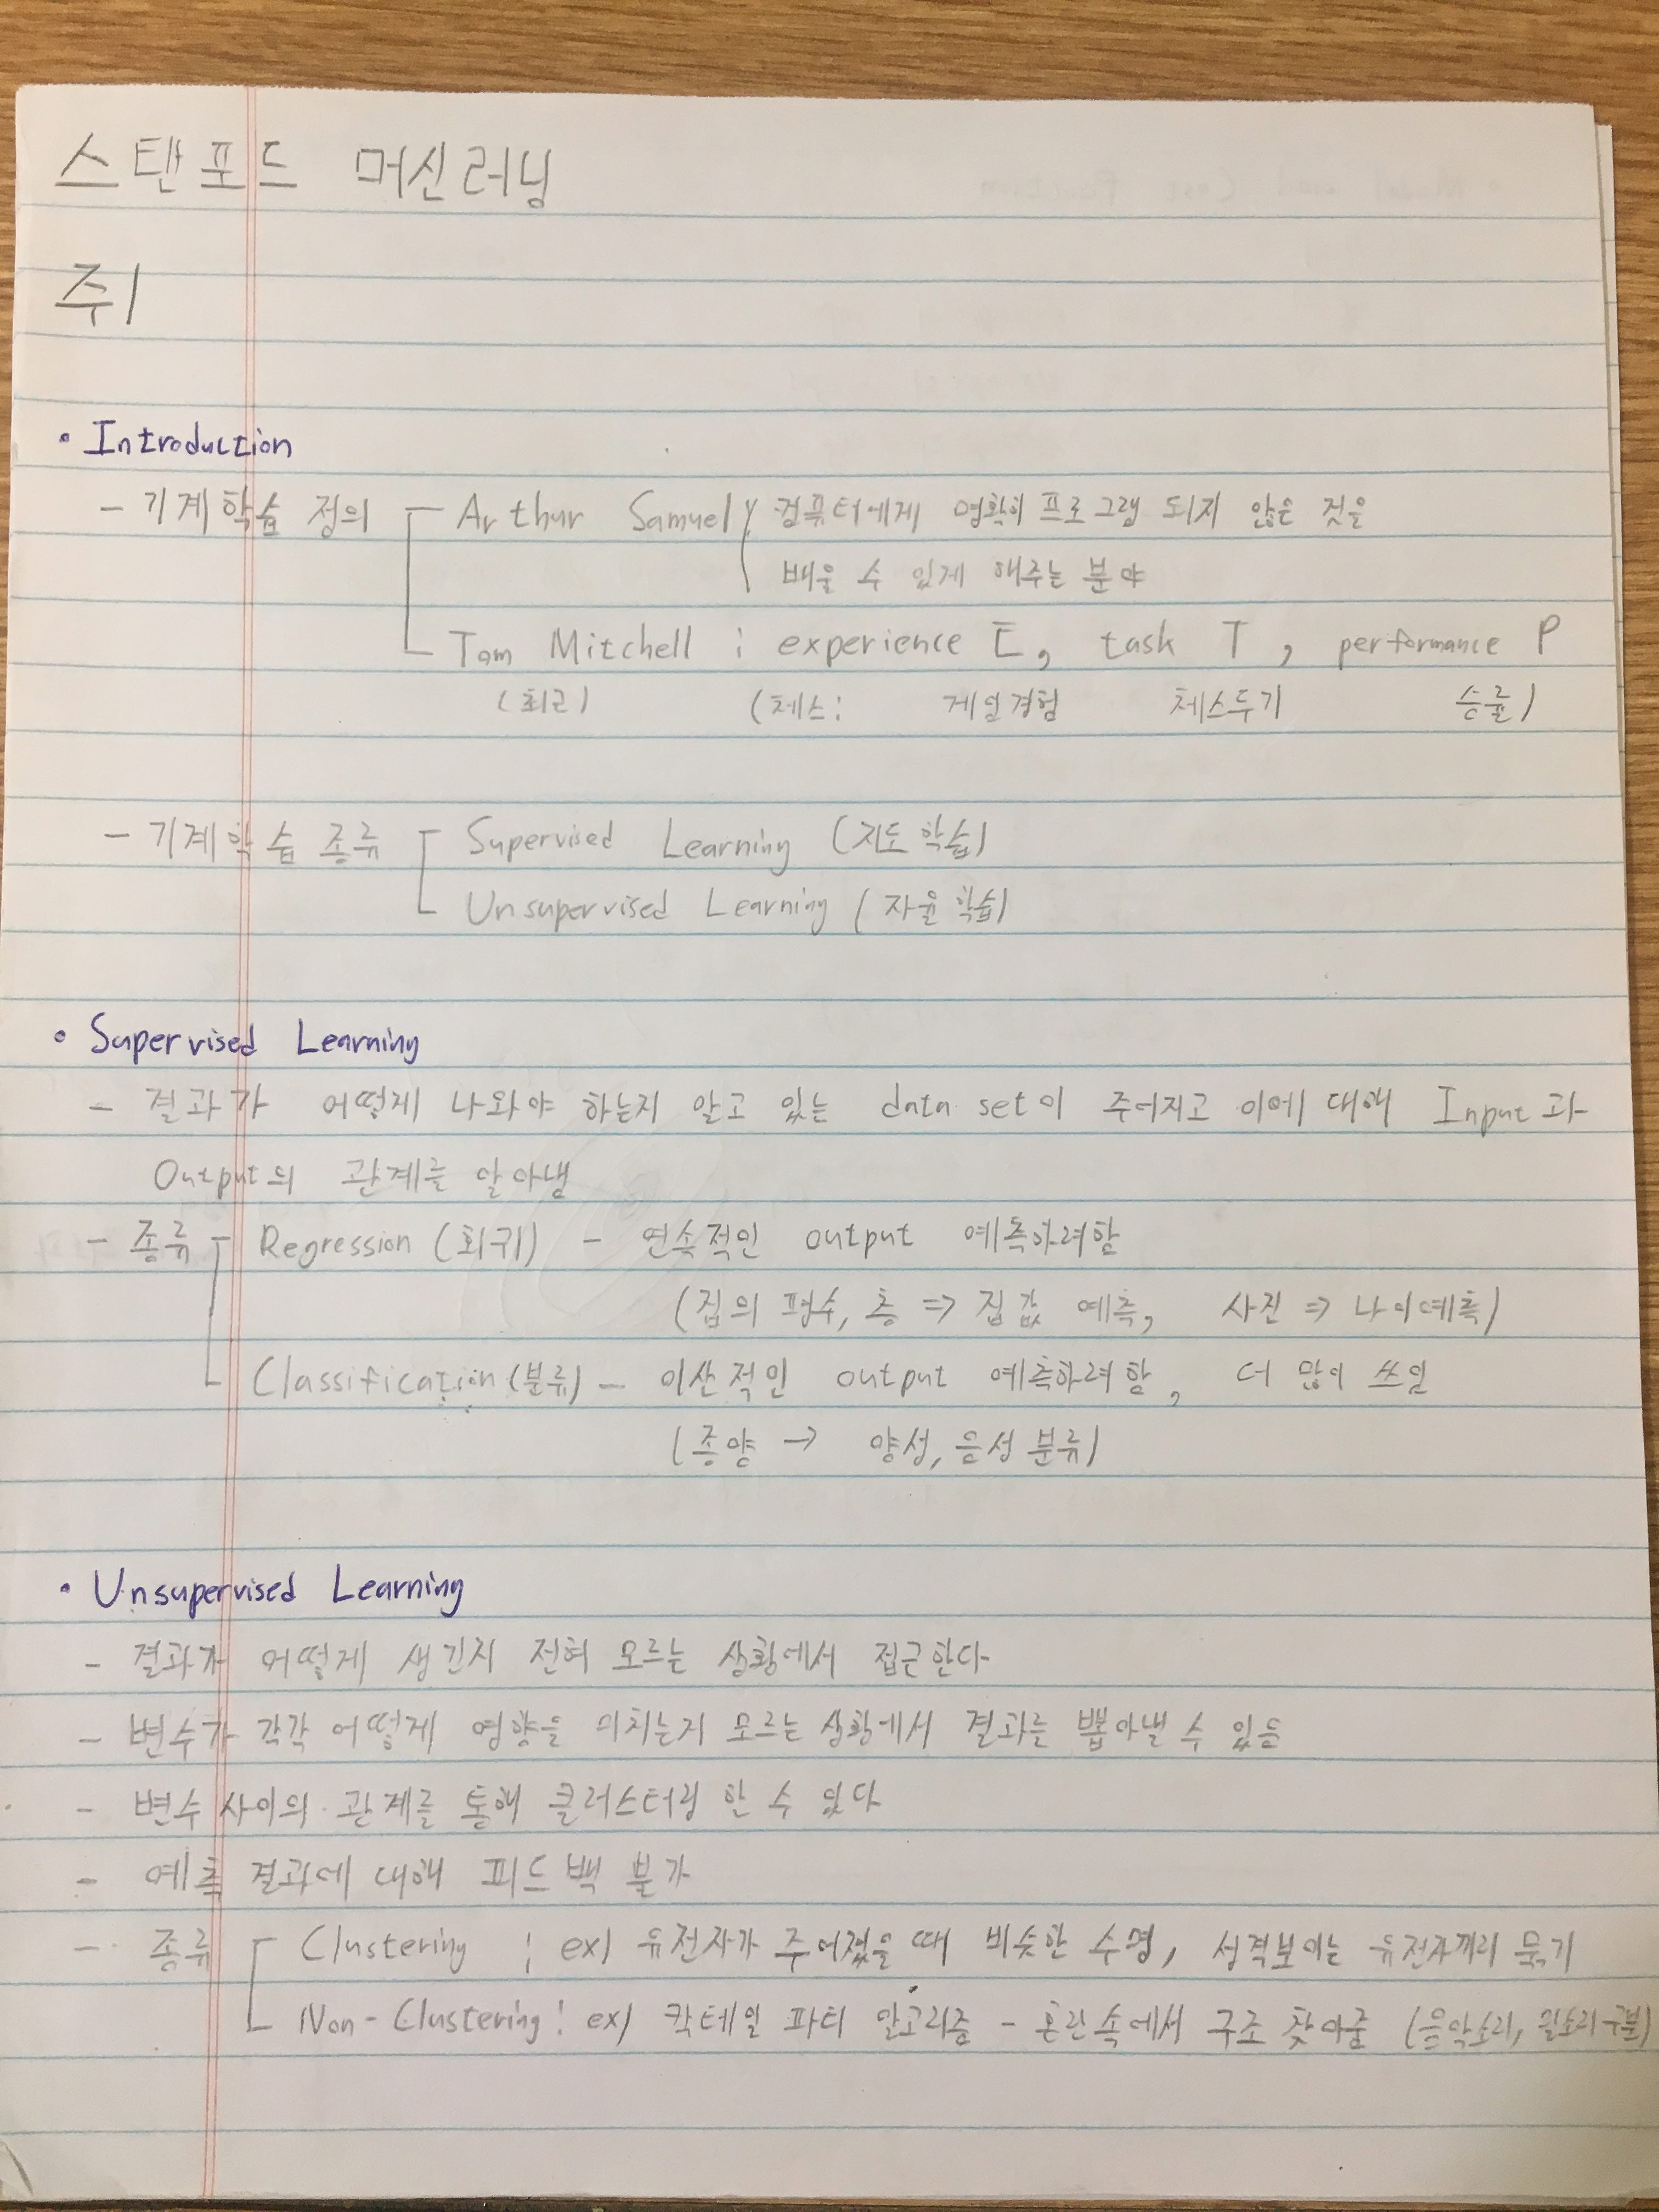 스탠포드 머신러닝
주1
• Introduction
- 기계학습 정의 Arthur Samuel : 컴퓨터에게 명확히 프로그램 되지 않은 것을
배울 수 있게 해주는 분야
Tom Mitchell : experience E, task T, performance P
(최근) (체스: 게임경험 체스두기 승률)
- 기계학습 종류 Supervised Learning (지도학습)
Unsupervised Learning (자율학습)
• Supervised Learning
- 결과가 어떻게 나와야 하는지 알고 있는 data set이 주어지고 이에 대해 Input과
Output의 관계를 알아냄
- 종류 Regression (회귀) - 연속적인 output 예측하려함
(집의 평수, 층 => 집값 예측, 사진 => 나이예측)
Classification (분류) - 이산적인 output 예측하려함, 더 많이 쓰임
(종양 → 양성, 음성 분류)
• Unsupervised Learning
- 결과가 어떻게 생긴지 전혀 모르는 상황에서 접근한다
- 변수가 각각 어떻게 영향을 미치는지 모르는 상황에서 결과를 뽑아낼 수 있음
- 변수 사이의 관계를 통해 클러스터링 할 수 있다
- 예측 결과에 대해 피드백 불가
- 종류 Clustering : ex) 유전자가 주어졌을 때 비슷한 수명, 성격보이는 유전자끼리 묶기
Non-Clustering : ex) 칵테일 파티 알고리즘 - 혼란속에서 구조 찾아줌 (음악소리, 말소리 구분)